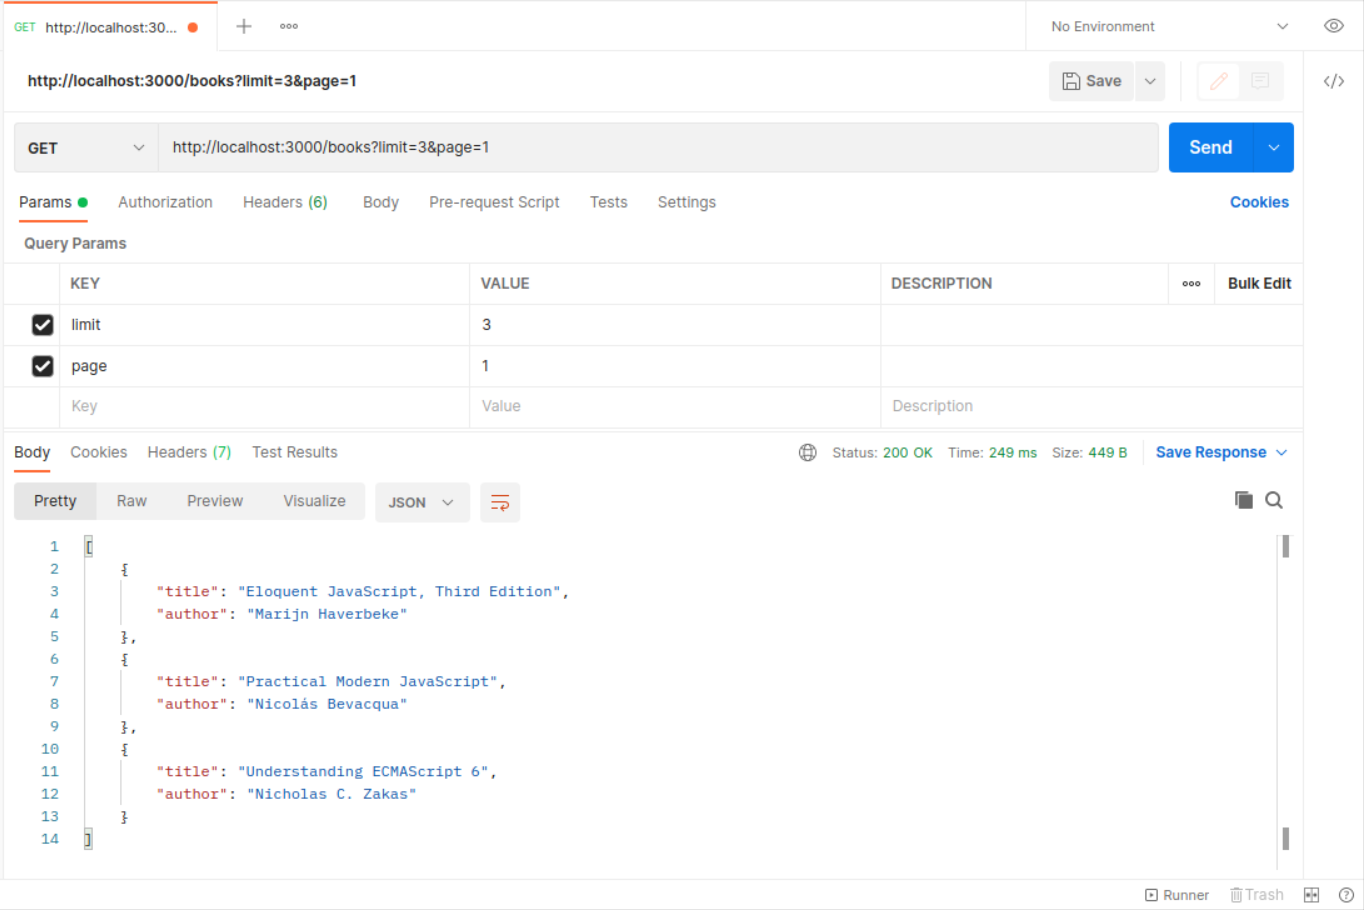 GET http://localhost:30... No Environment
http://localhost:3000/books?limit=3&page=1 Save
GET http://localhost:3000/books?limit=3&page=1 Send
Params Authorization Headers (6) Body Pre-request Script Tests Settings Cookies
Query Params
KEY VALUE DESCRIPTION Bulk Edit
limit 3
page 1
Key Value Description
Body Cookies Headers (7) Test Results Status: 200 OK Time: 249 ms Size: 449 B Save Response
Pretty Raw Preview Visualize JSON
1 [
2 {
3 "title": "Eloquent JavaScript, Third Edition",
4 "author": "Marijn Haverbeke"
5 },
6 {
7 "title": "Practical Modern JavaScript",
8 "author": "Nicolás Bevacqua"
9 },
10 {
11 "title": "Understanding ECMAScript 6",
12 "author": "Nicholas C. Zakas"
13 }
14 ]
Runner Trash